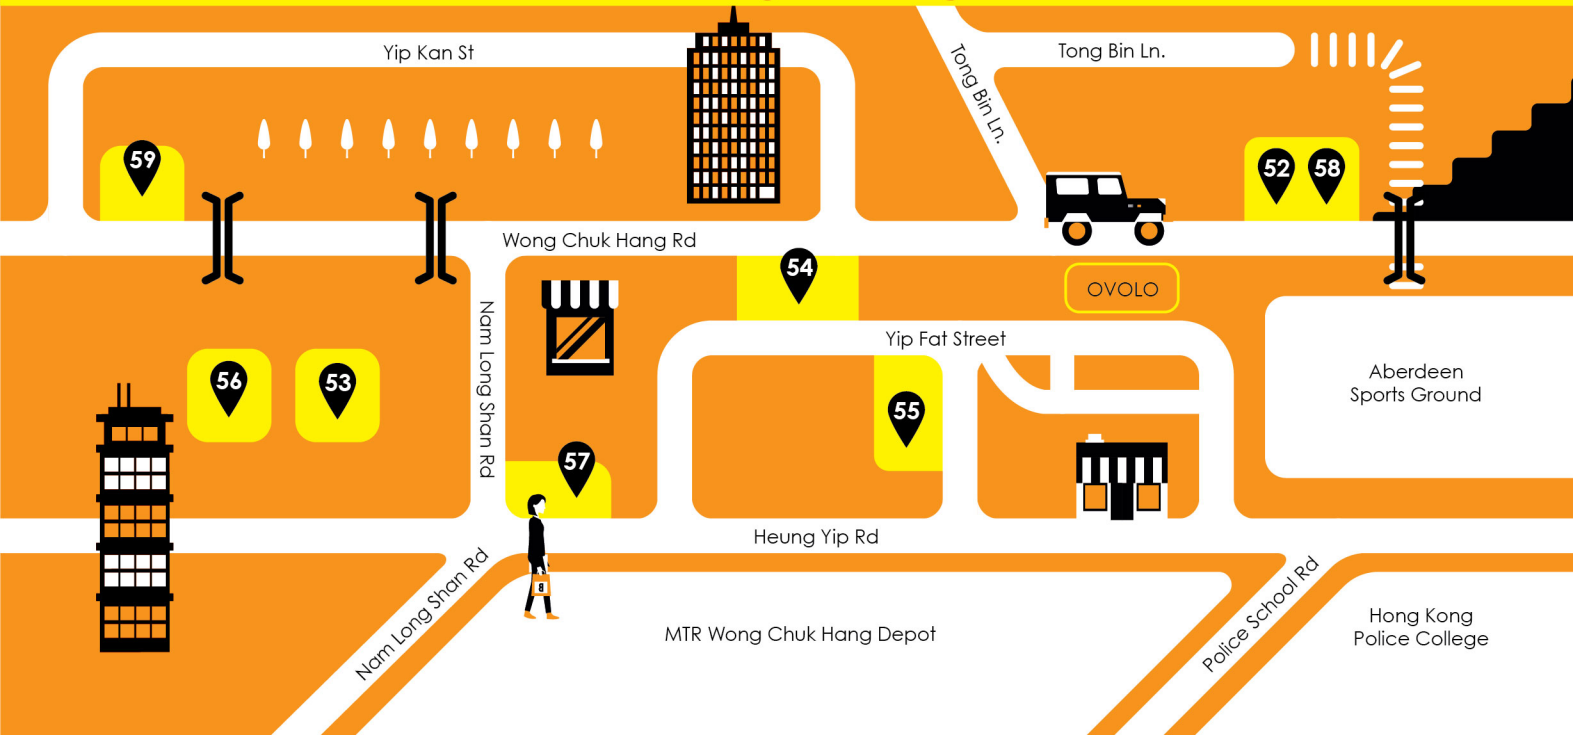 Yip Kan St
Tong Bin Ln.
Tong Bin Ln.
59
52
58
Wong Chuk Hang Rd
54
OVOLO
Nam Long Shan Rd
Yip Fat Street
56
53
Aberdeen
Sports Ground
55
57
Heung Yip Rd
Nam Long Shan Rd
MTR Wong Chuk Hang Depot
Police School Rd
Hong Kong
Police College